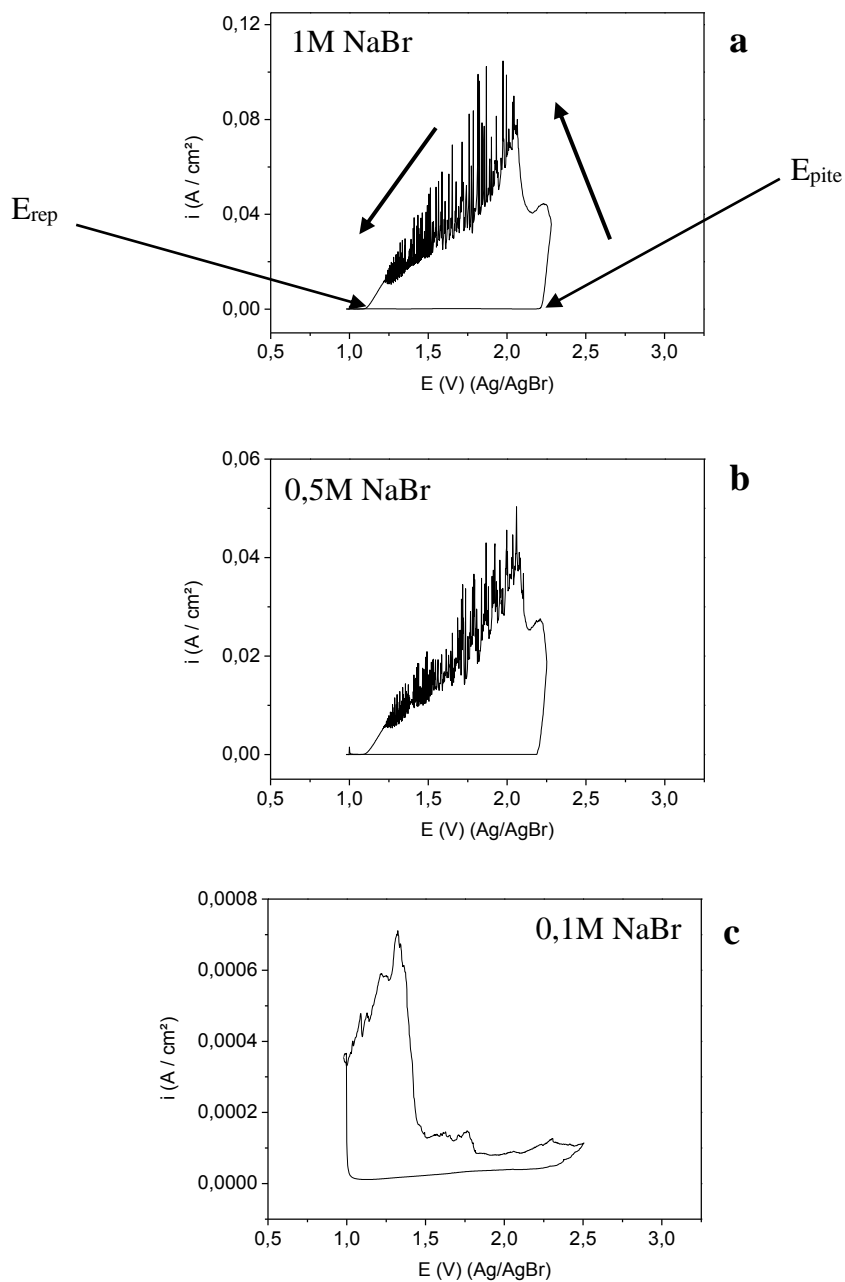 1M NaBr
a
0,12
0,08
0,04
0,00
i (A / cm²)
E_rep
E_pite
0,5 1,0 1,5 2,0 2,5 3,0
E (V) (Ag/AgBr)
0,5M NaBr
b
0,06
0,04
0,02
0,00
i (A / cm²)
0,5 1,0 1,5 2,0 2,5 3,0
E (V) (Ag/AgBr)
0,1M NaBr
c
0,0008
0,0006
0,0004
0,0002
0,0000
i (A / cm²)
0,5 1,0 1,5 2,0 2,5 3,0
E (V) (Ag/AgBr)